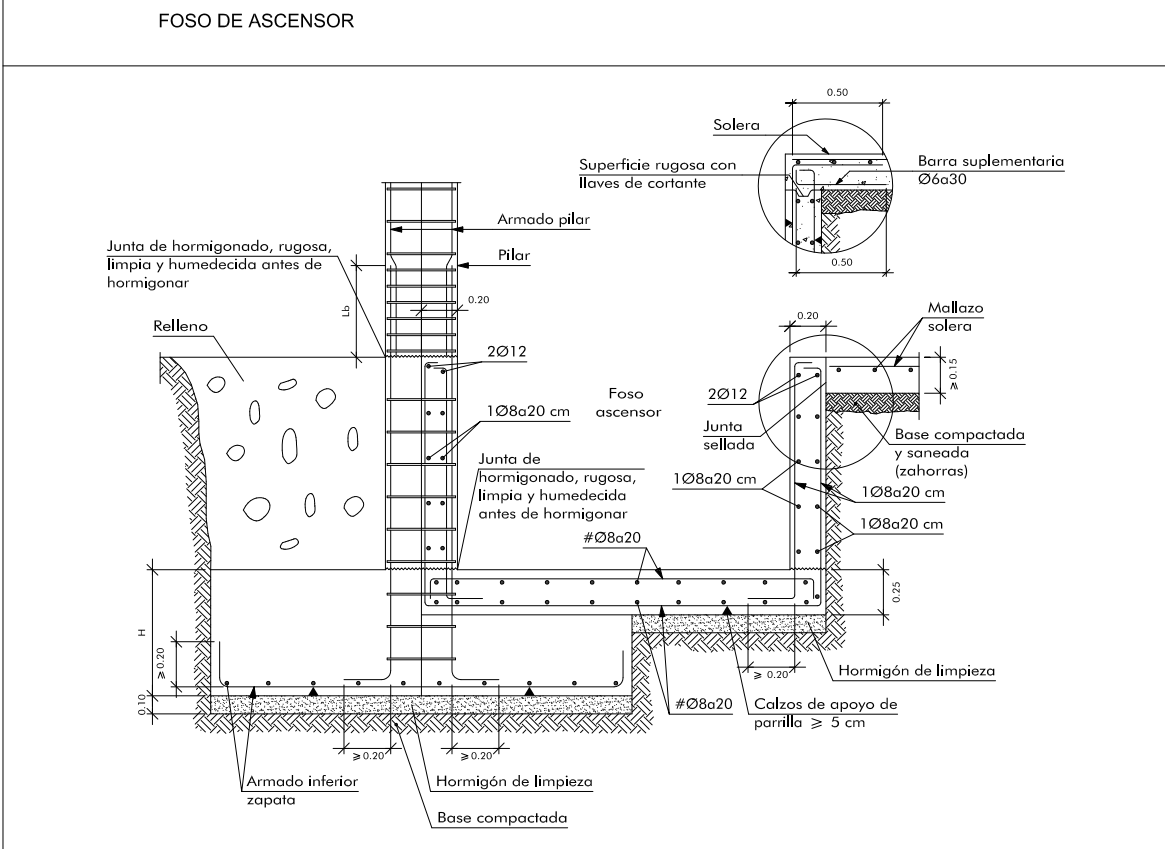 FOSO DE ASCENSOR
0.50
Solera
Superficie rugosa con
llaves de cortante
Barra suplementaria
Ø6a30
0.50
Armado pilar
Junta de hormigonado, rugosa,
limpia y humedecida antes de
hormigonar
Pilar
Lb
0.20
Relleno
2Ø12
Foso
ascensor
1Ø8a20 cm
Junta de
hormigonado, rugosa,
limpia y humedecida
antes de hormigonar
0.20
Mallazo
solera
≥ 0.15
2Ø12
Junta
sellada
Base compactada
y saneada
(zahorras)
1Ø8a20 cm
1Ø8a20 cm
1Ø8a20 cm
#Ø8a20
0.25
H
≥ 0.20
0.10
≥ 0.20
Hormigón de limpieza
#Ø8a20
Calzos de apoyo de
parrilla ≥ 5 cm
≥ 0.20
≥ 0.20
Armado inferior
zapata
Hormigón de limpieza
Base compactada